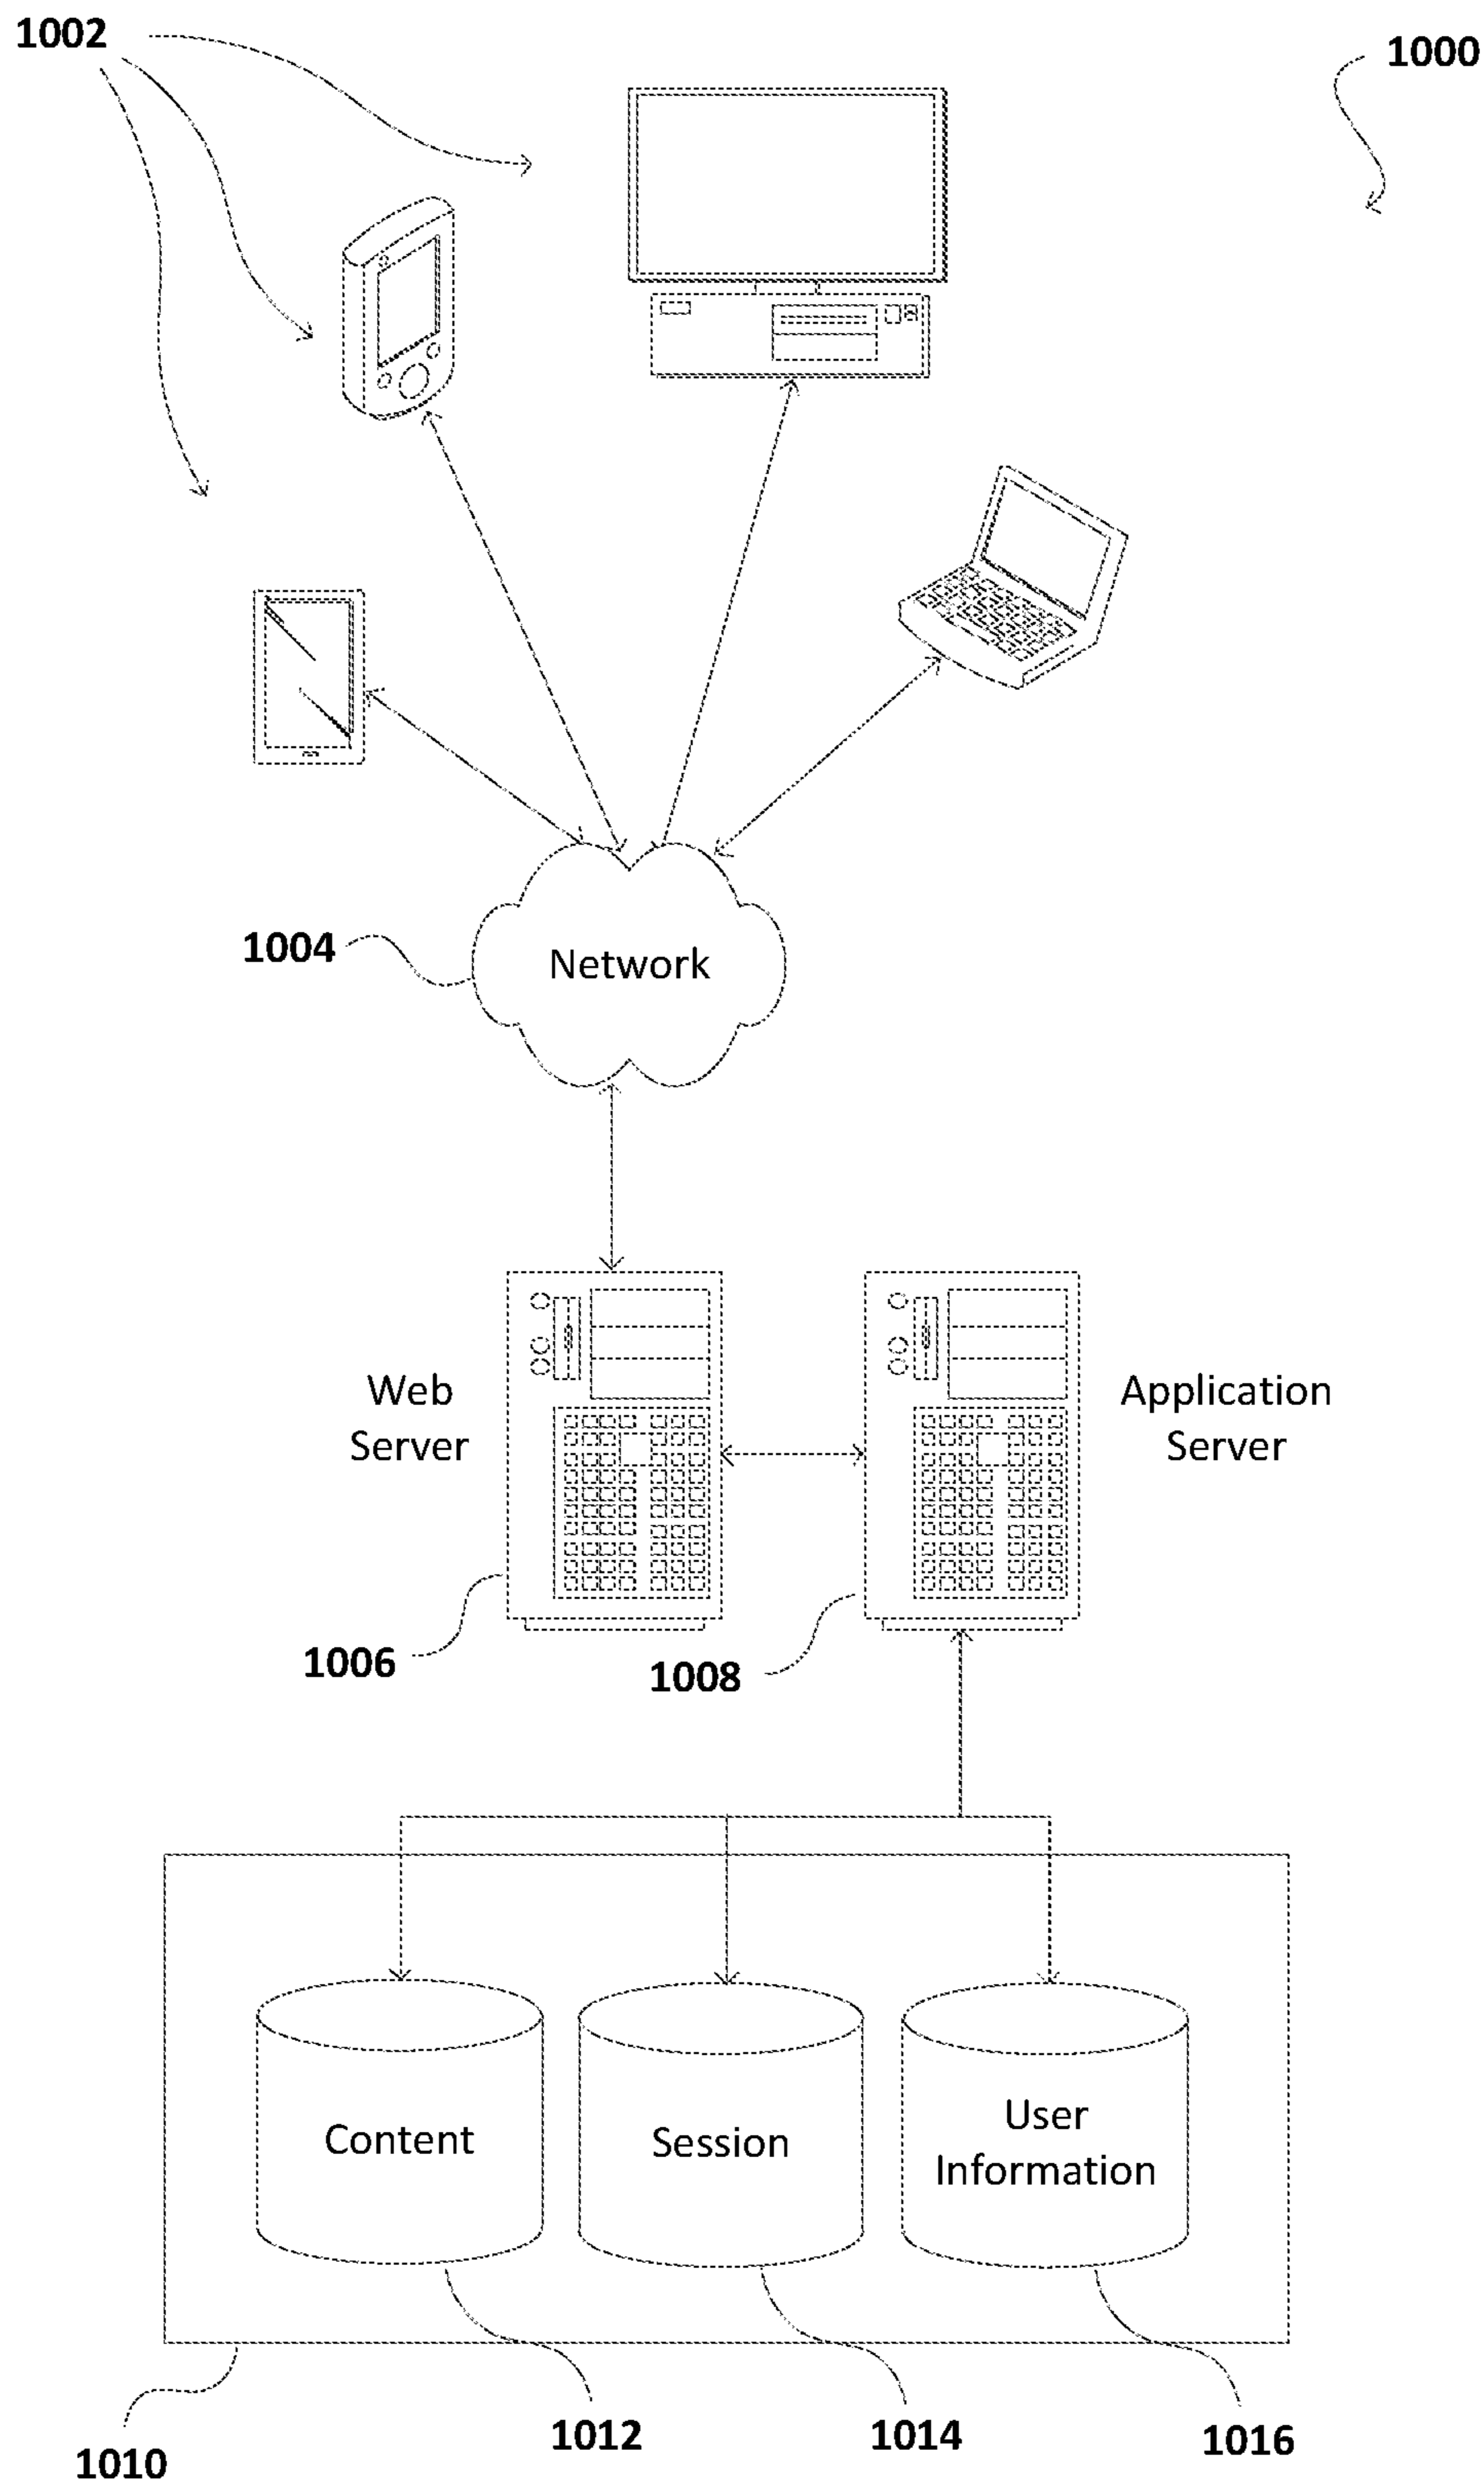 1002
1000
1004
Network
Web
Server
Application
Server
1006
1008
Content
Session
User
Information
1010
1012
1014
1016